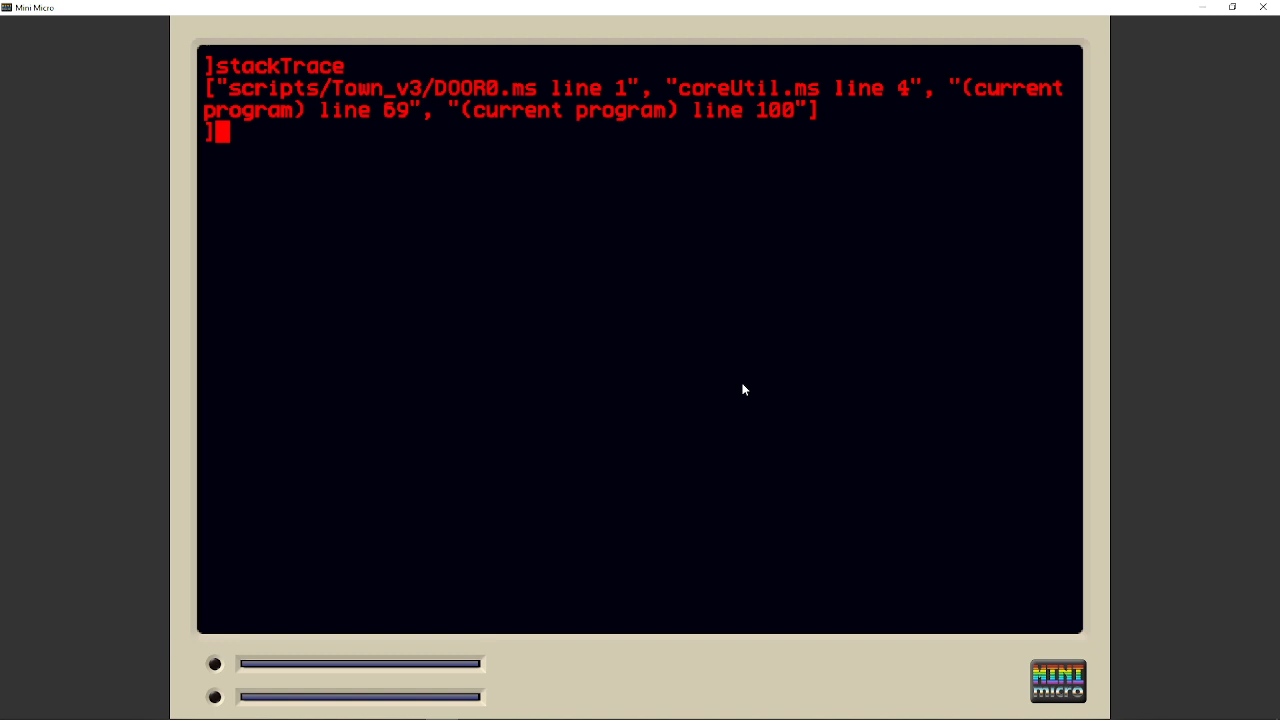 Mini Micro
]stackTrace
["scripts/Town_v3/DOOR0.ms line 1", "coreUtil.ms line 4", "(current
program) line 69", "(current program) line 100"]
]
MINI
micro